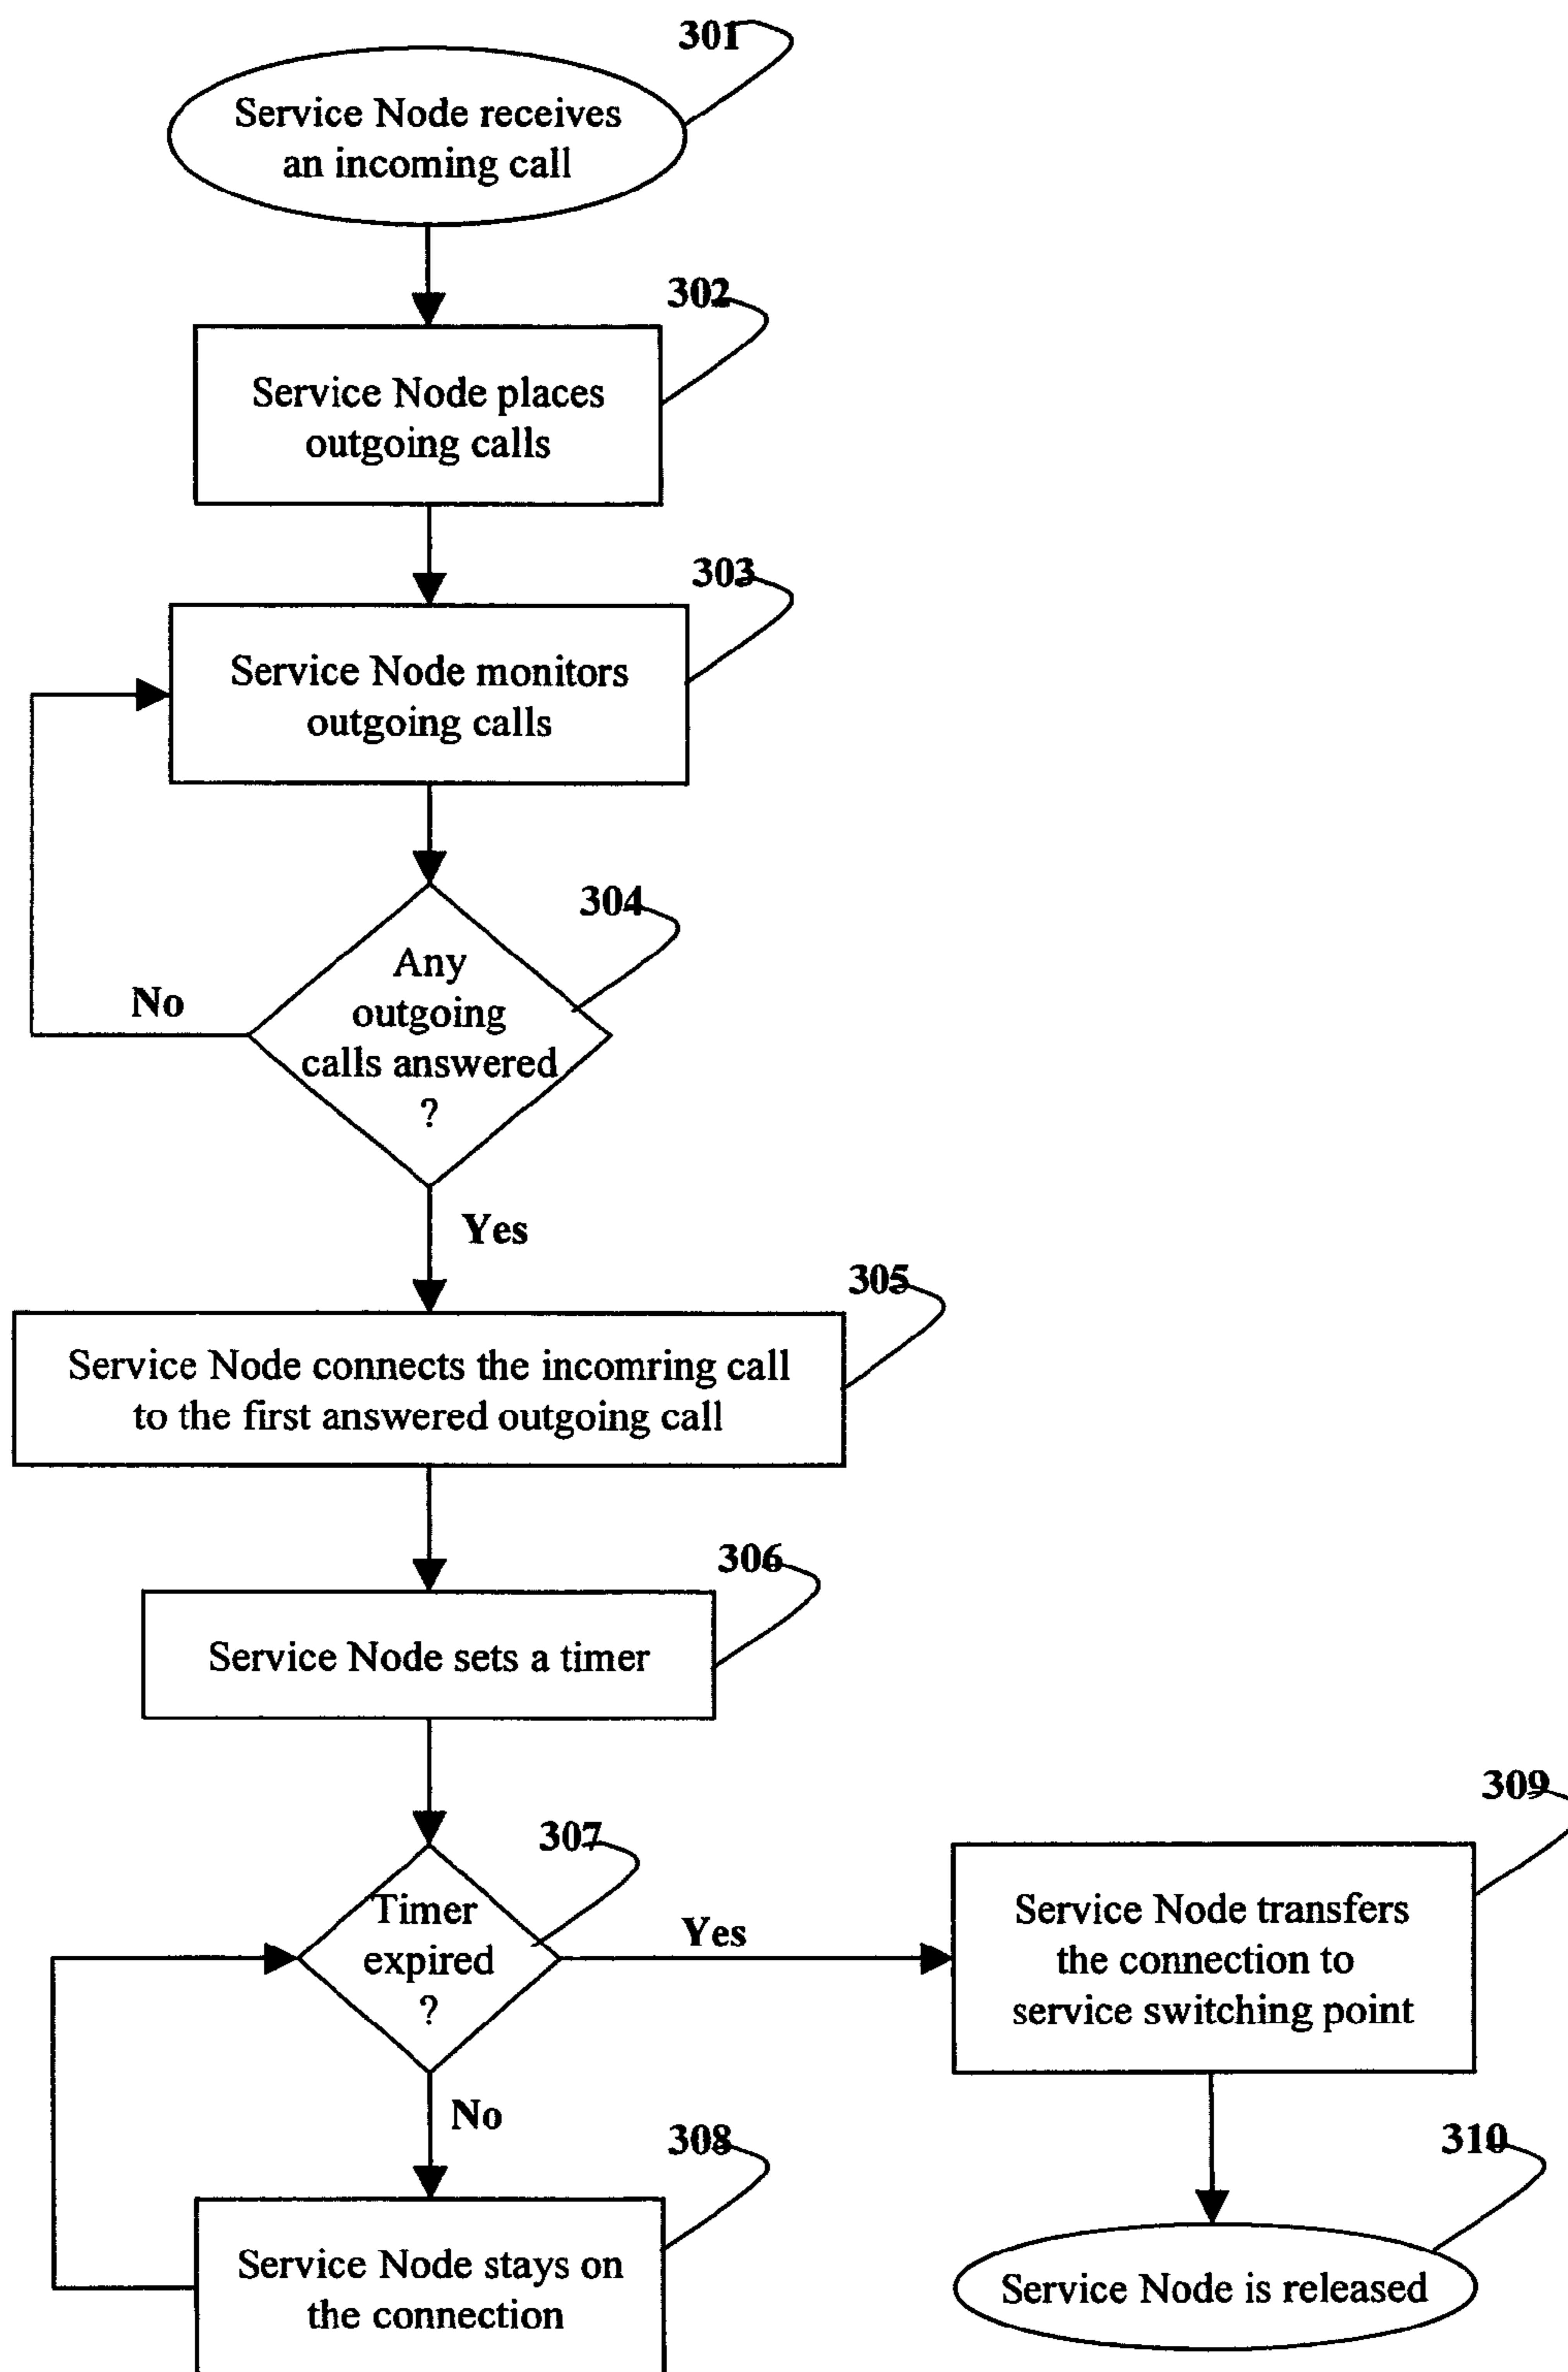 301
Service Node receives
an incoming call
302
Service Node places
outgoing calls
303
Service Node monitors
outgoing calls
304
Any
outgoing
calls answered
?
No
Yes
305
Service Node connects the incomring call
to the first answered outgoing call
306
Service Node sets a timer
307
Timer
expired
?
Yes
No
308
Service Node stays on
the connection
309
Service Node transfers
the connection to
service switching point
310
Service Node is released